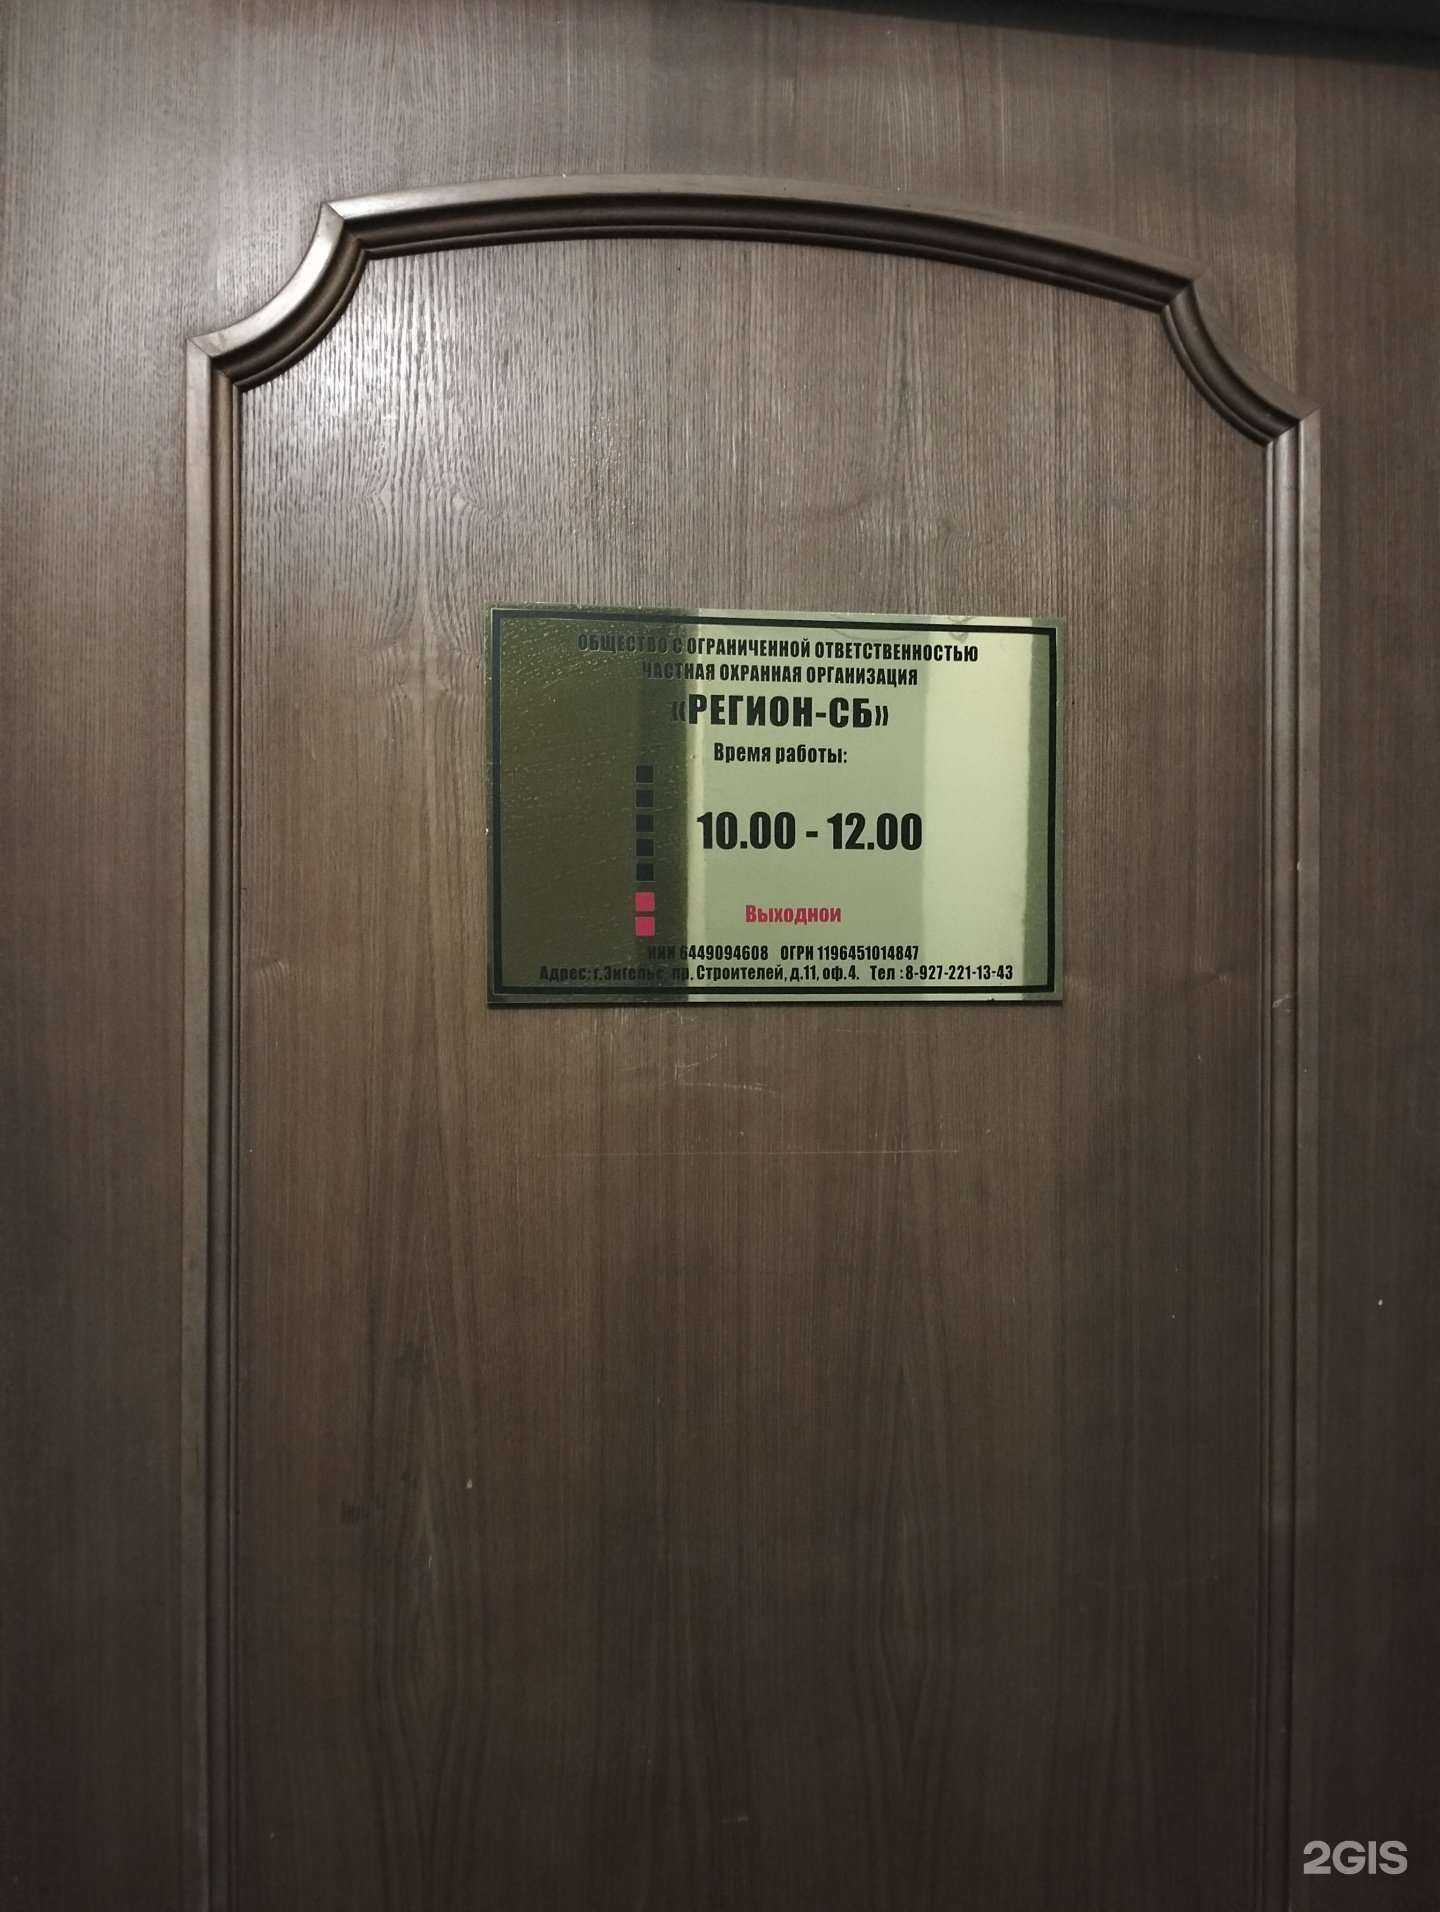 ОБЩЕСТВО С ОГРАНИЧЕННОЙ ОТВЕТСТВЕННОСТЬЮ
ЧАСТНАЯ ОХРАННАЯ ОРГАНИЗАЦИЯ
«РЕГИОН-СБ»
Время работы:
10.00 - 12.00
Выходной
ИНН 6449094608 ОГРН 1196451014847
Адрес: г.Энгельс, пр. Строителей, д.11, оф.4. Тел : 8-927-221-13-43
2GIS